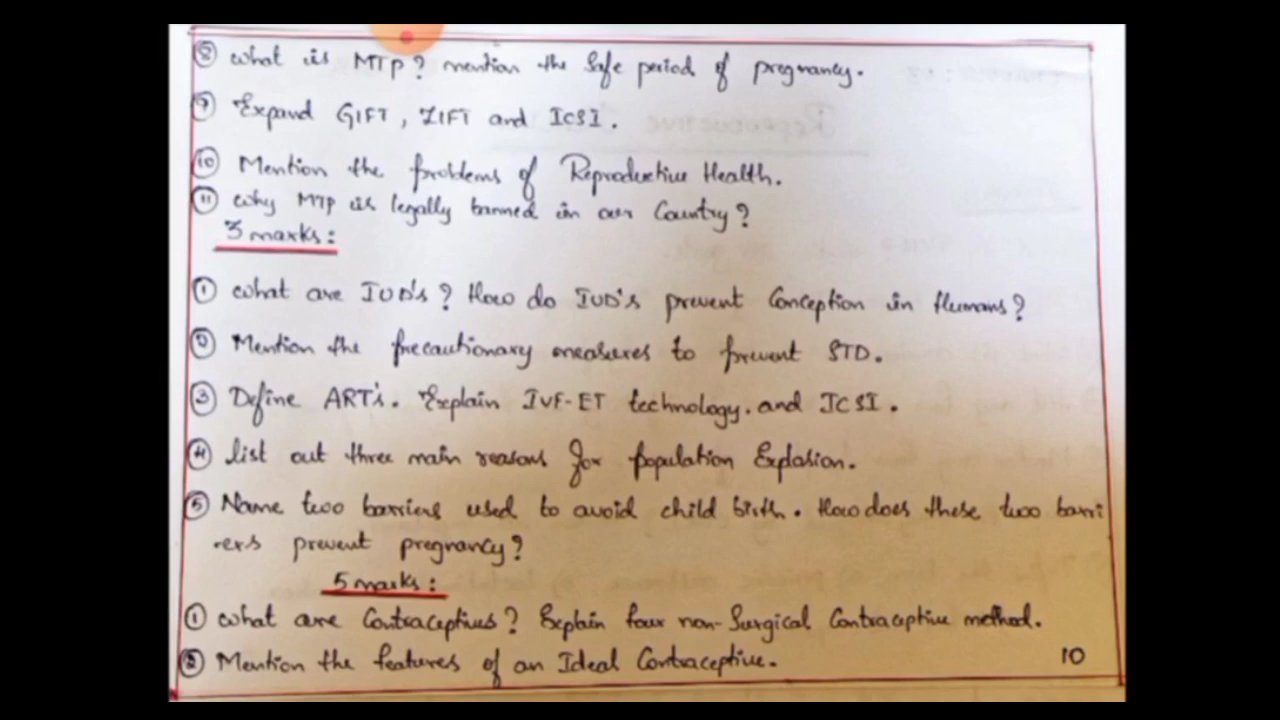 ⑧ What is MTP? mention the Safe period of pregnancy.
⑨ Expand GIFT, ZIFT and ICSI.
⑩ Mention the problems of Reproductive Health.
⑪ Why MTP is legally banned in our Country?
3 marks:
① What are IUD's? How do IUD's prevent Conception in Humans?
② Mention the precautionary measures to prevent STD.
③ Define ART's. Explain IVF-ET technology. and ICSI.
④ List out three main reasons for population Explosion.
⑤ Name two barriers used to avoid child birth. How does these two barri
-ers prevent pregnancy?
5 marks:
① What are Contraceptives? Explain four non-Surgical Contraceptive method.
② Mention the features of an Ideal Contraceptive.
10